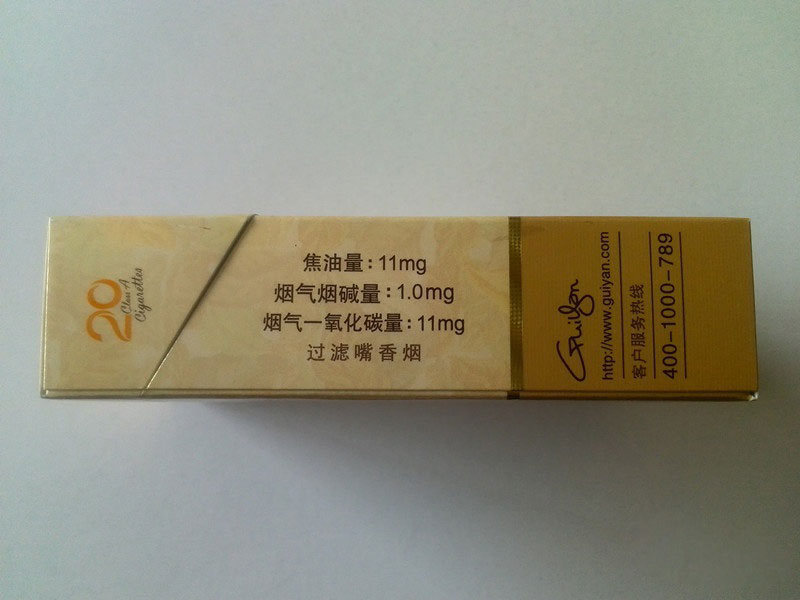 20
Class A
Cigarettes
焦油量：11mg
烟气烟碱量：1.0mg
烟气一氧化碳量：11mg
过滤嘴香烟
Guiyan
http://www.guiyan.com
客户服务热线
400-1000-789